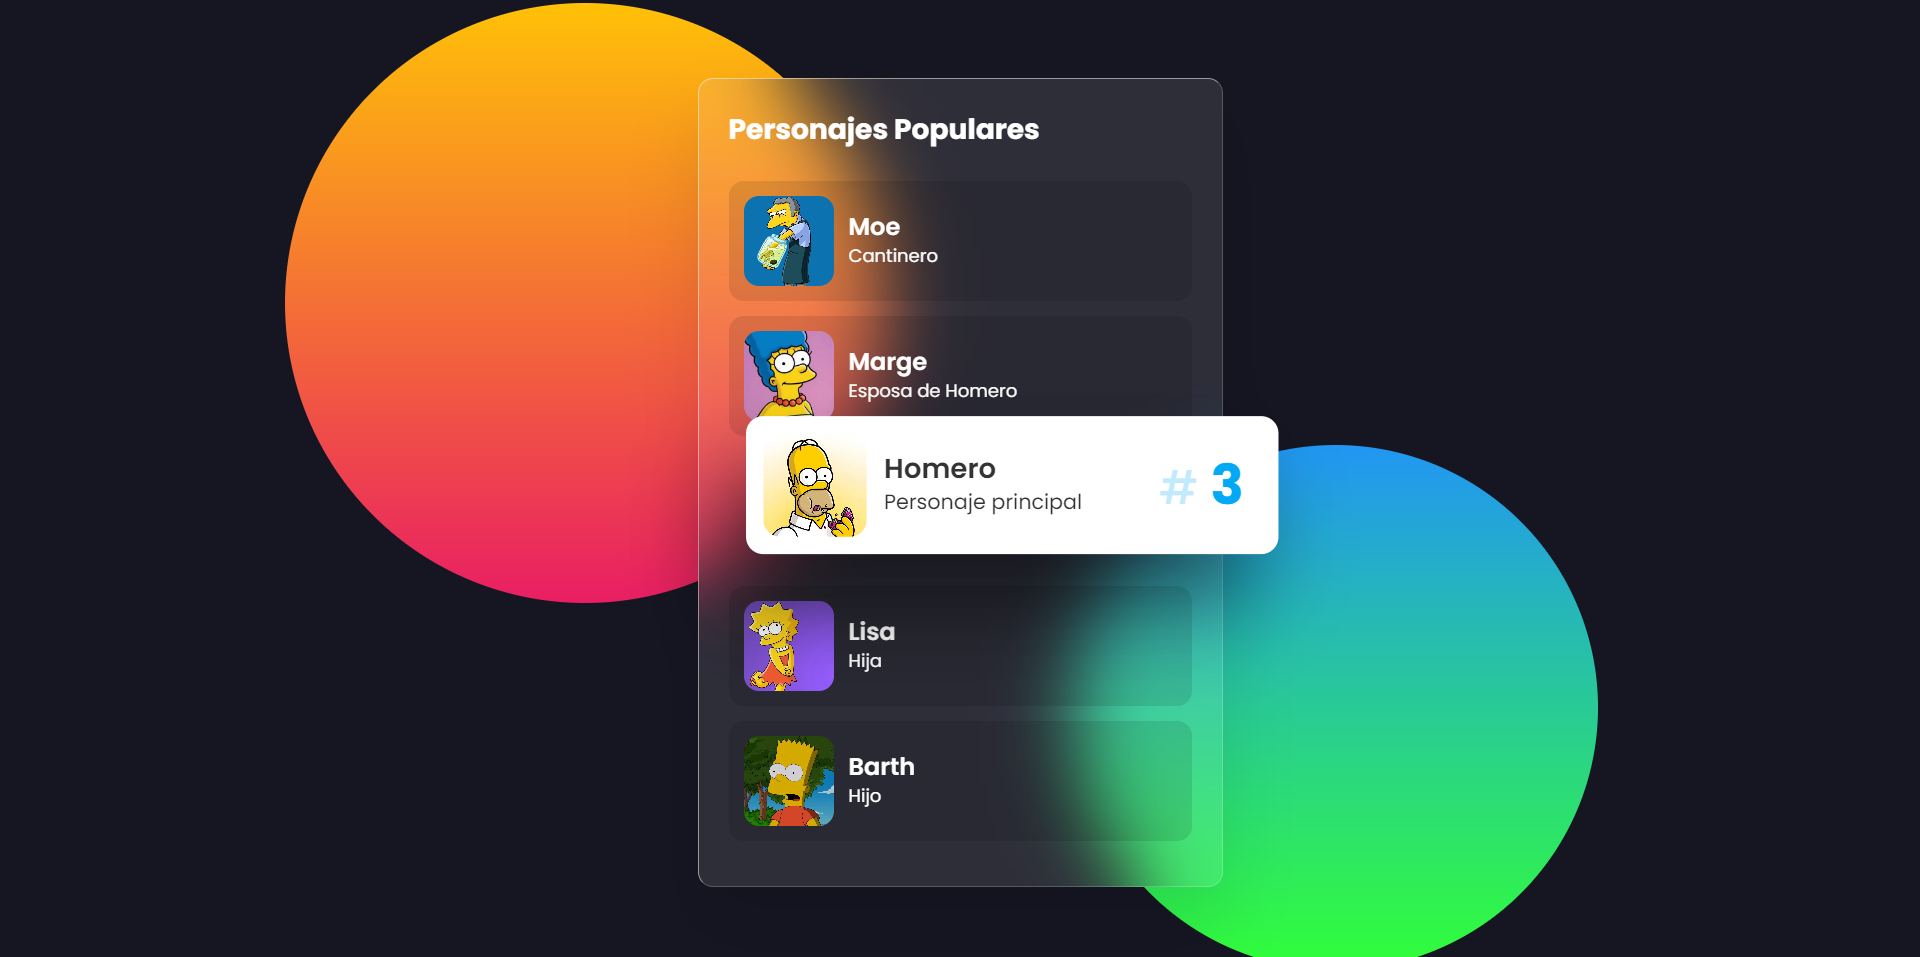 Personajes Populares
Moe
Cantinero
Marge
Esposa de Homero
Homero
Personaje principal
# 3
Lisa
Hija
Barth
Hijo